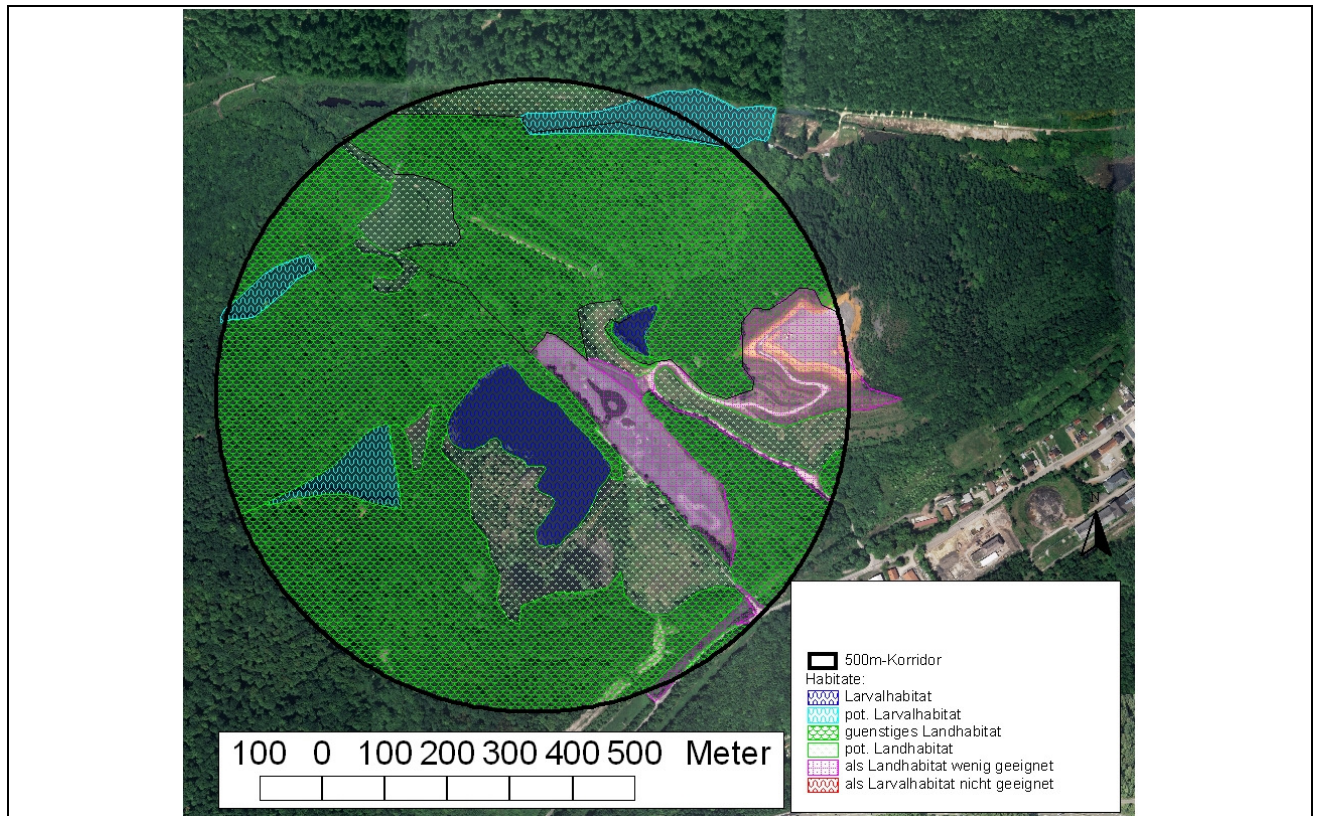 N
100 0 100 200 300 400 500 Meter
500m-Korridor
Habitate:
Larvalhabitat
pot. Larvalhabitat
guenstiges Landhabitat
pot. Landhabitat
als Landhabitat wenig geeignet
als Larvalhabitat nicht geeignet